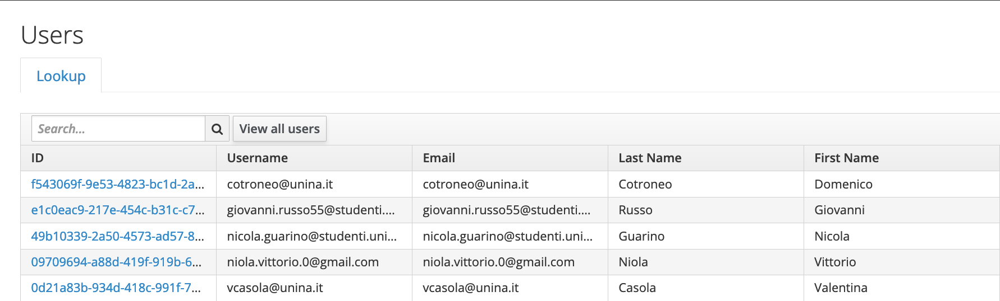 Users
Lookup
Search... View all users
ID Username Email Last Name First Name
f543069f-9e53-4823-bc1d-2a... cotroneo@unina.it cotroneo@unina.it Cotroneo Domenico
e1c0eac9-217e-454c-b31c-c7... giovanni.russo55@studenti.... giovanni.russo55@studenti.... Russo Giovanni
49b10339-2a50-4573-ad57-8... nicola.guarino@studenti.uni... nicola.guarino@studenti.uni... Guarino Nicola
09709694-a88d-419f-919b-6... niola.vittorio.0@gmail.com niola.vittorio.0@gmail.com Niola Vittorio
0d21a83b-934d-418c-991f-7... vcasola@unina.it vcasola@unina.it Casola Valentina